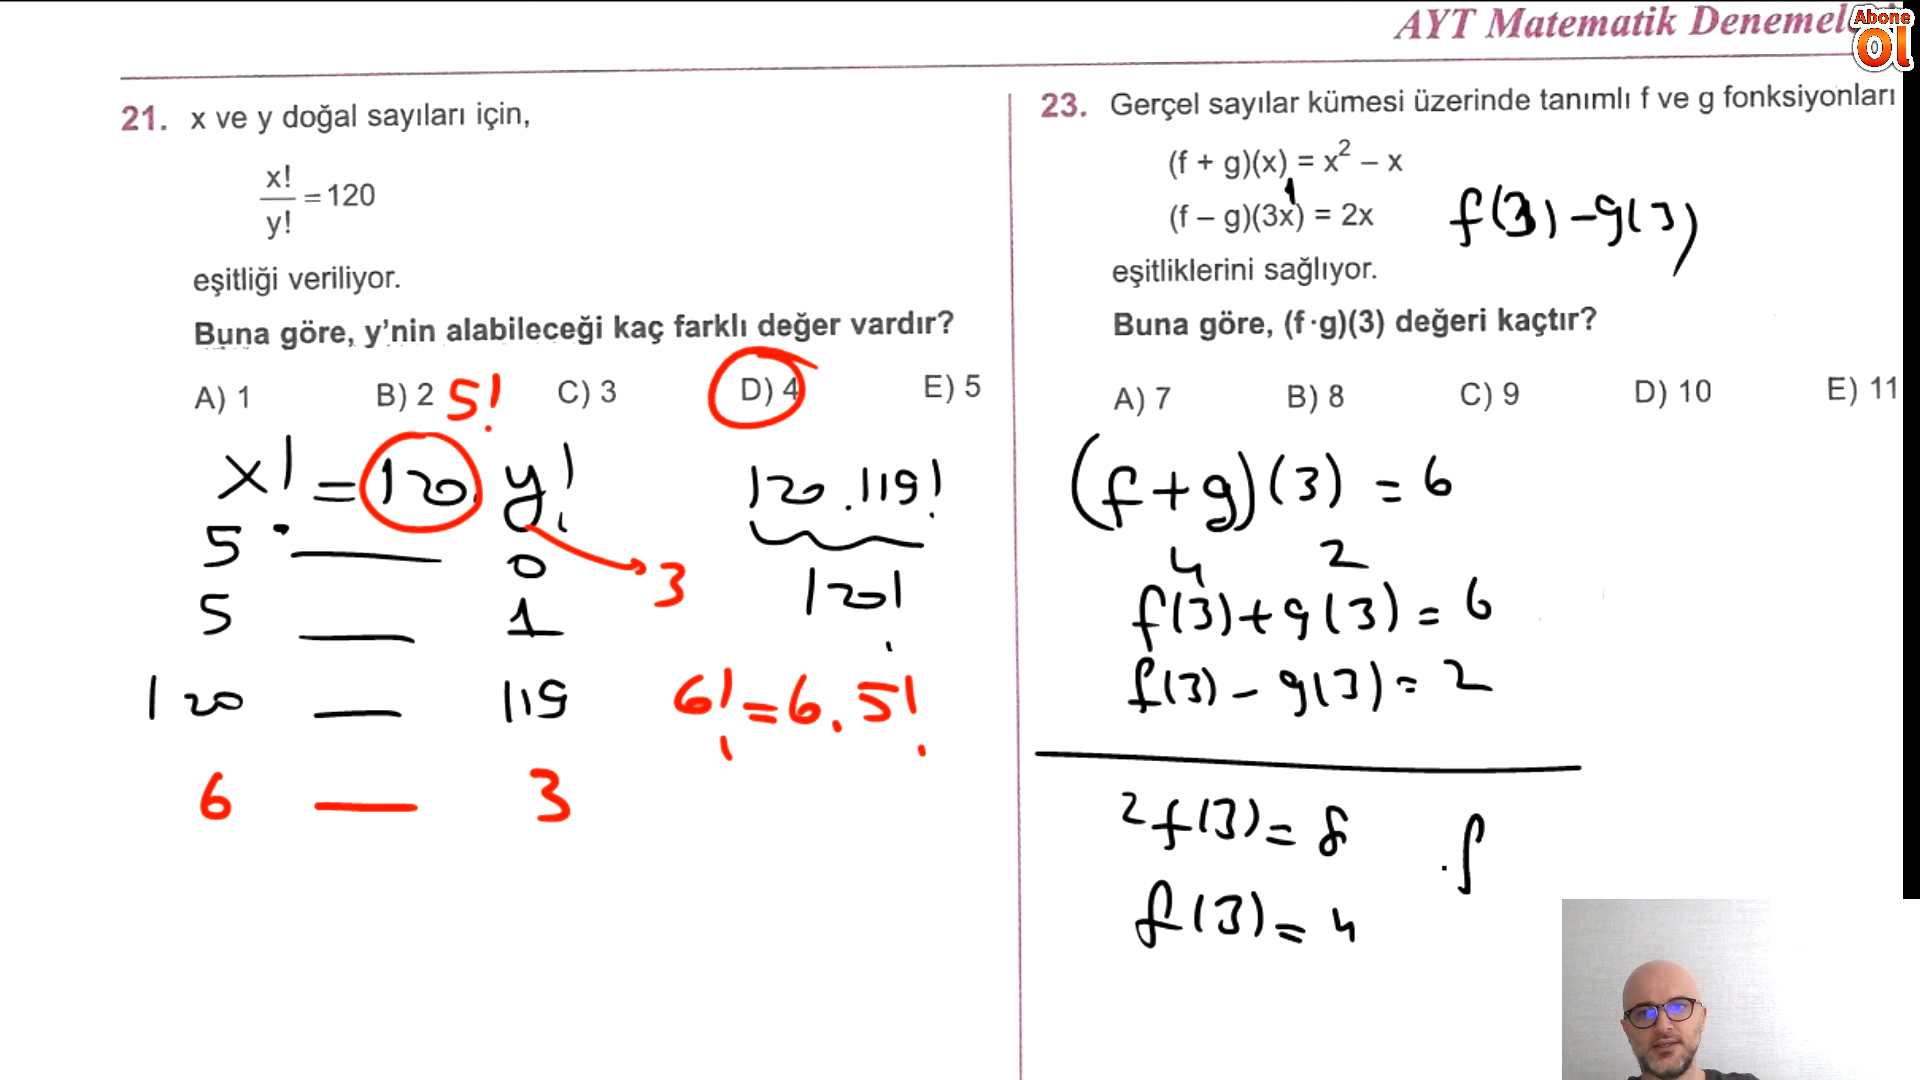 AYT Matematik Denemele
Abone
Ol
21. x ve y doğal sayıları için,
x!
/y! = 120
eşitliği veriliyor.
Buna göre, y'nin alabileceği kaç farklı değer vardır?
A) 1 B) 2 C) 3 D) 4 E) 5
5!
x! = 120 y!
120.119!
5 0
3
120!
5 1
120 119
6! = 6.5!
6 3
23. Gerçel sayılar kümesi üzerinde tanımlı f ve g fonksiyonları
(f + g)(x) = x² – x
1
(f – g)(3x) = 2x
f(3) - g(3)
eşitliklerini sağlıyor.
Buna göre, (f·g)(3) değeri kaçtır?
A) 7 B) 8 C) 9 D) 10 E) 11
(f+g)(3) = 6
4 2
f(3)+g(3) = 6
f(3) - g(3) = 2
2f(3) = 8
f(3) = 4